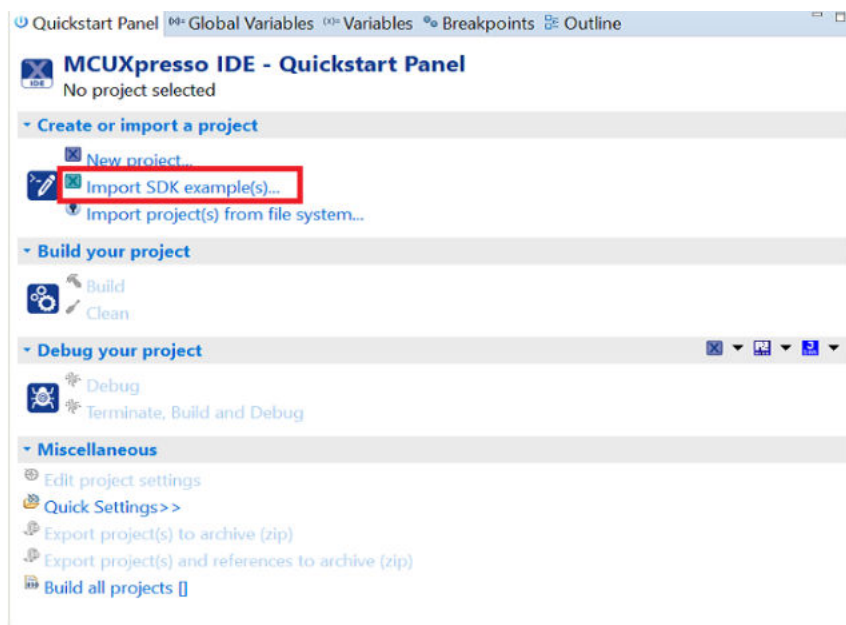 Quickstart Panel (x)= Global Variables (x)= Variables Breakpoints Outline
MCUXpresso IDE - Quickstart Panel
IDE
No project selected
Create or import a project
New project...
Import SDK example(s)...
Import project(s) from file system...
Build your project
Build
Clean
Debug your project
Debug
Terminate, Build and Debug
Miscellaneous
Edit project settings
Quick Settings>>
Export project(s) to archive (zip)
Export project(s) and references to archive (zip)
Build all projects []